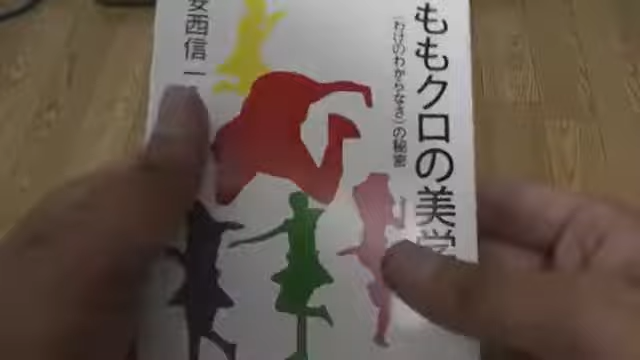 ももクロの美学
〈わけのわからなさ〉の秘密
安西信一